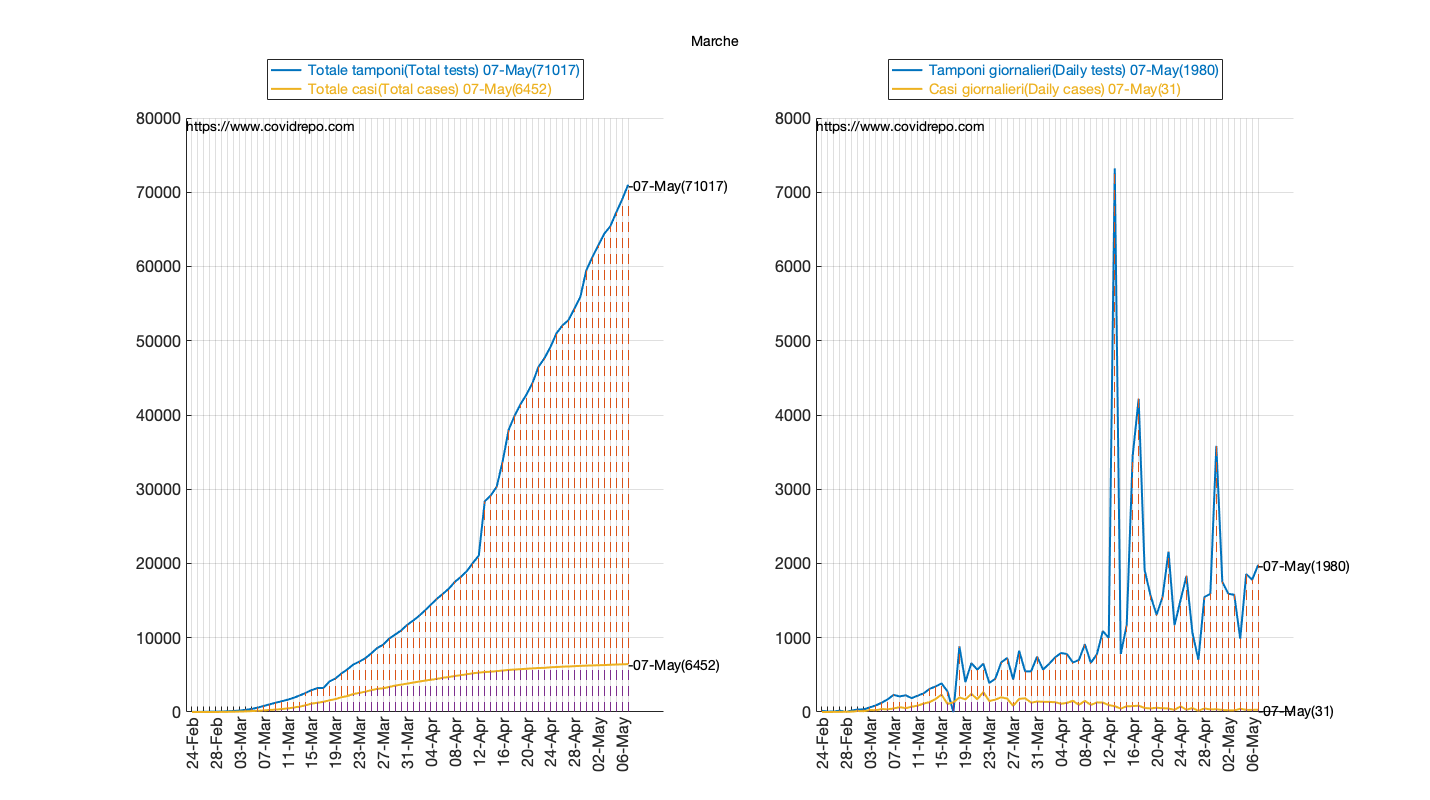 Marche
Totale tamponi(Total tests) 07-May(71017)
Totale casi(Total cases) 07-May(6452)
https://www.covidrepo.com
80000
70000
60000
50000
40000
30000
20000
10000
0
07-May(71017)
07-May(6452)
24-Feb
28-Feb
03-Mar
07-Mar
11-Mar
15-Mar
19-Mar
23-Mar
27-Mar
31-Mar
04-Apr
08-Apr
12-Apr
16-Apr
20-Apr
24-Apr
28-Apr
02-May
06-May
Tamponi giornalieri(Daily tests) 07-May(1980)
Casi giornalieri(Daily cases) 07-May(31)
https://www.covidrepo.com
8000
7000
6000
5000
4000
3000
2000
1000
0
07-May(1980)
07-May(31)
24-Feb
28-Feb
03-Mar
07-Mar
11-Mar
15-Mar
19-Mar
23-Mar
27-Mar
31-Mar
04-Apr
08-Apr
12-Apr
16-Apr
20-Apr
24-Apr
28-Apr
02-May
06-May